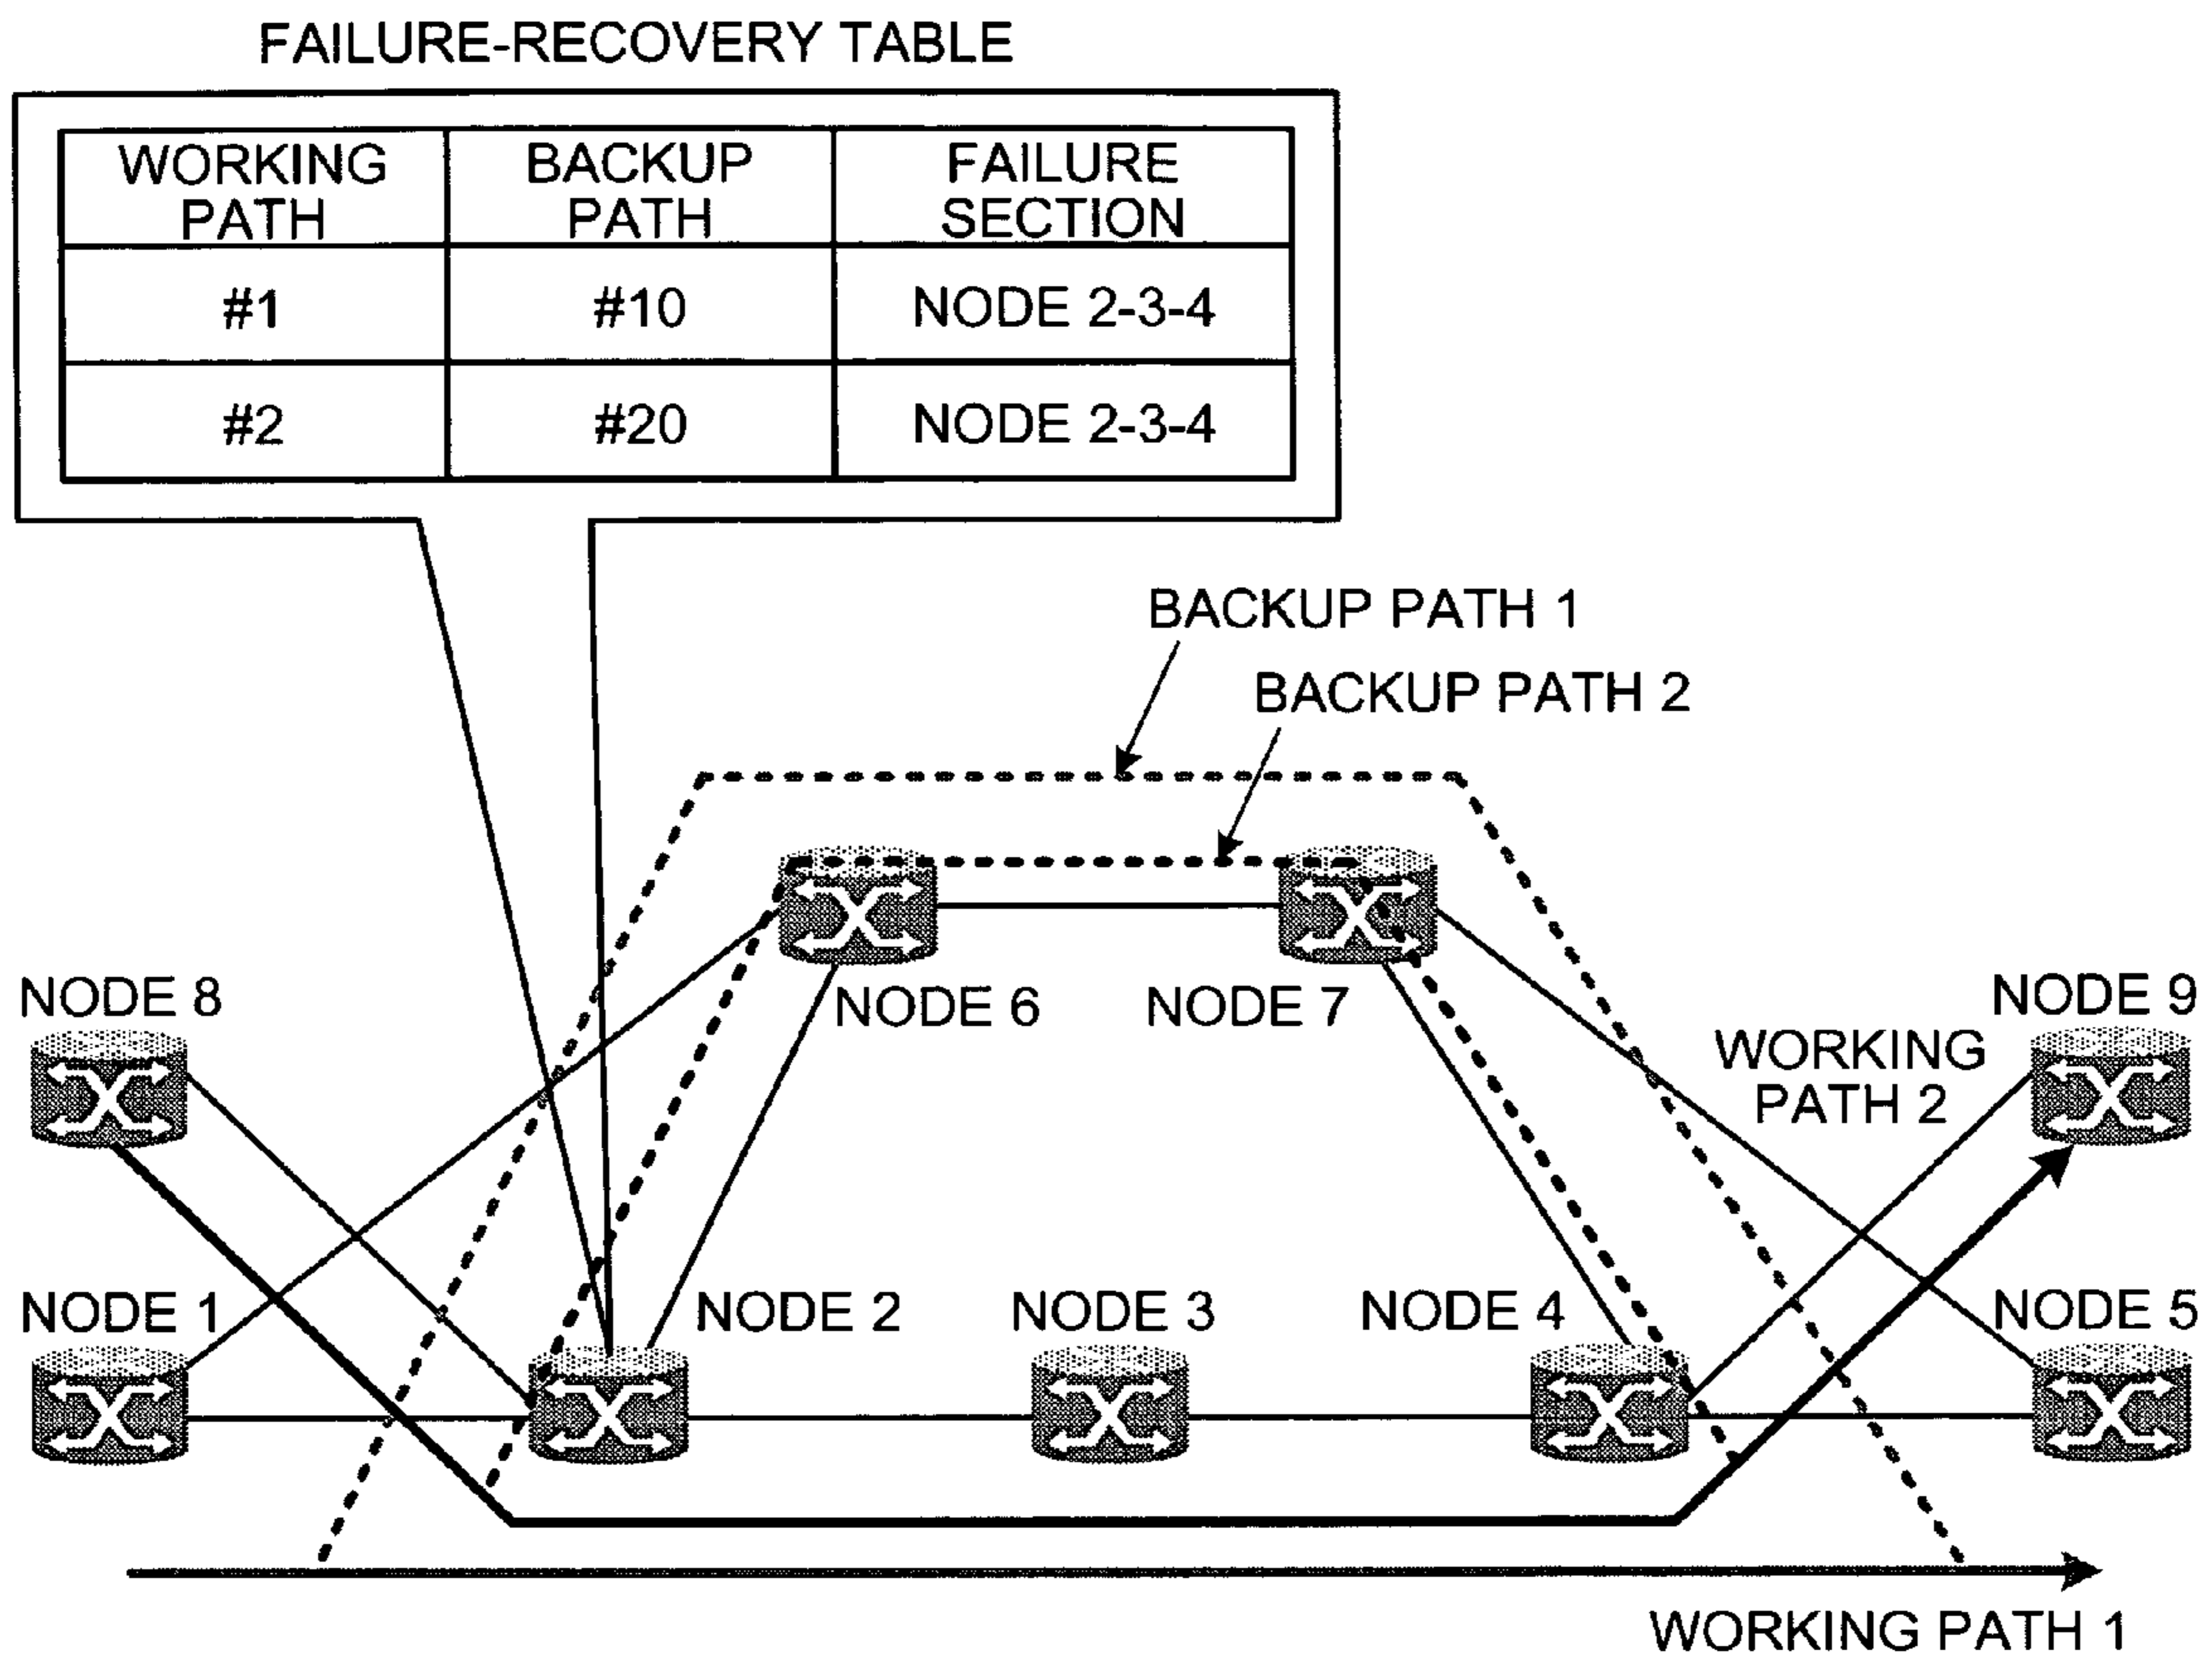 FAILURE-RECOVERY TABLE
WORKING PATH
BACKUP PATH
FAILURE SECTION
#1
#10
NODE 2-3-4
#2
#20
NODE 2-3-4
BACKUP PATH 1
BACKUP PATH 2
NODE 8
NODE 6
NODE 7
NODE 9
WORKING
PATH 2
NODE 1
NODE 2
NODE 3
NODE 4
NODE 5
WORKING PATH 1